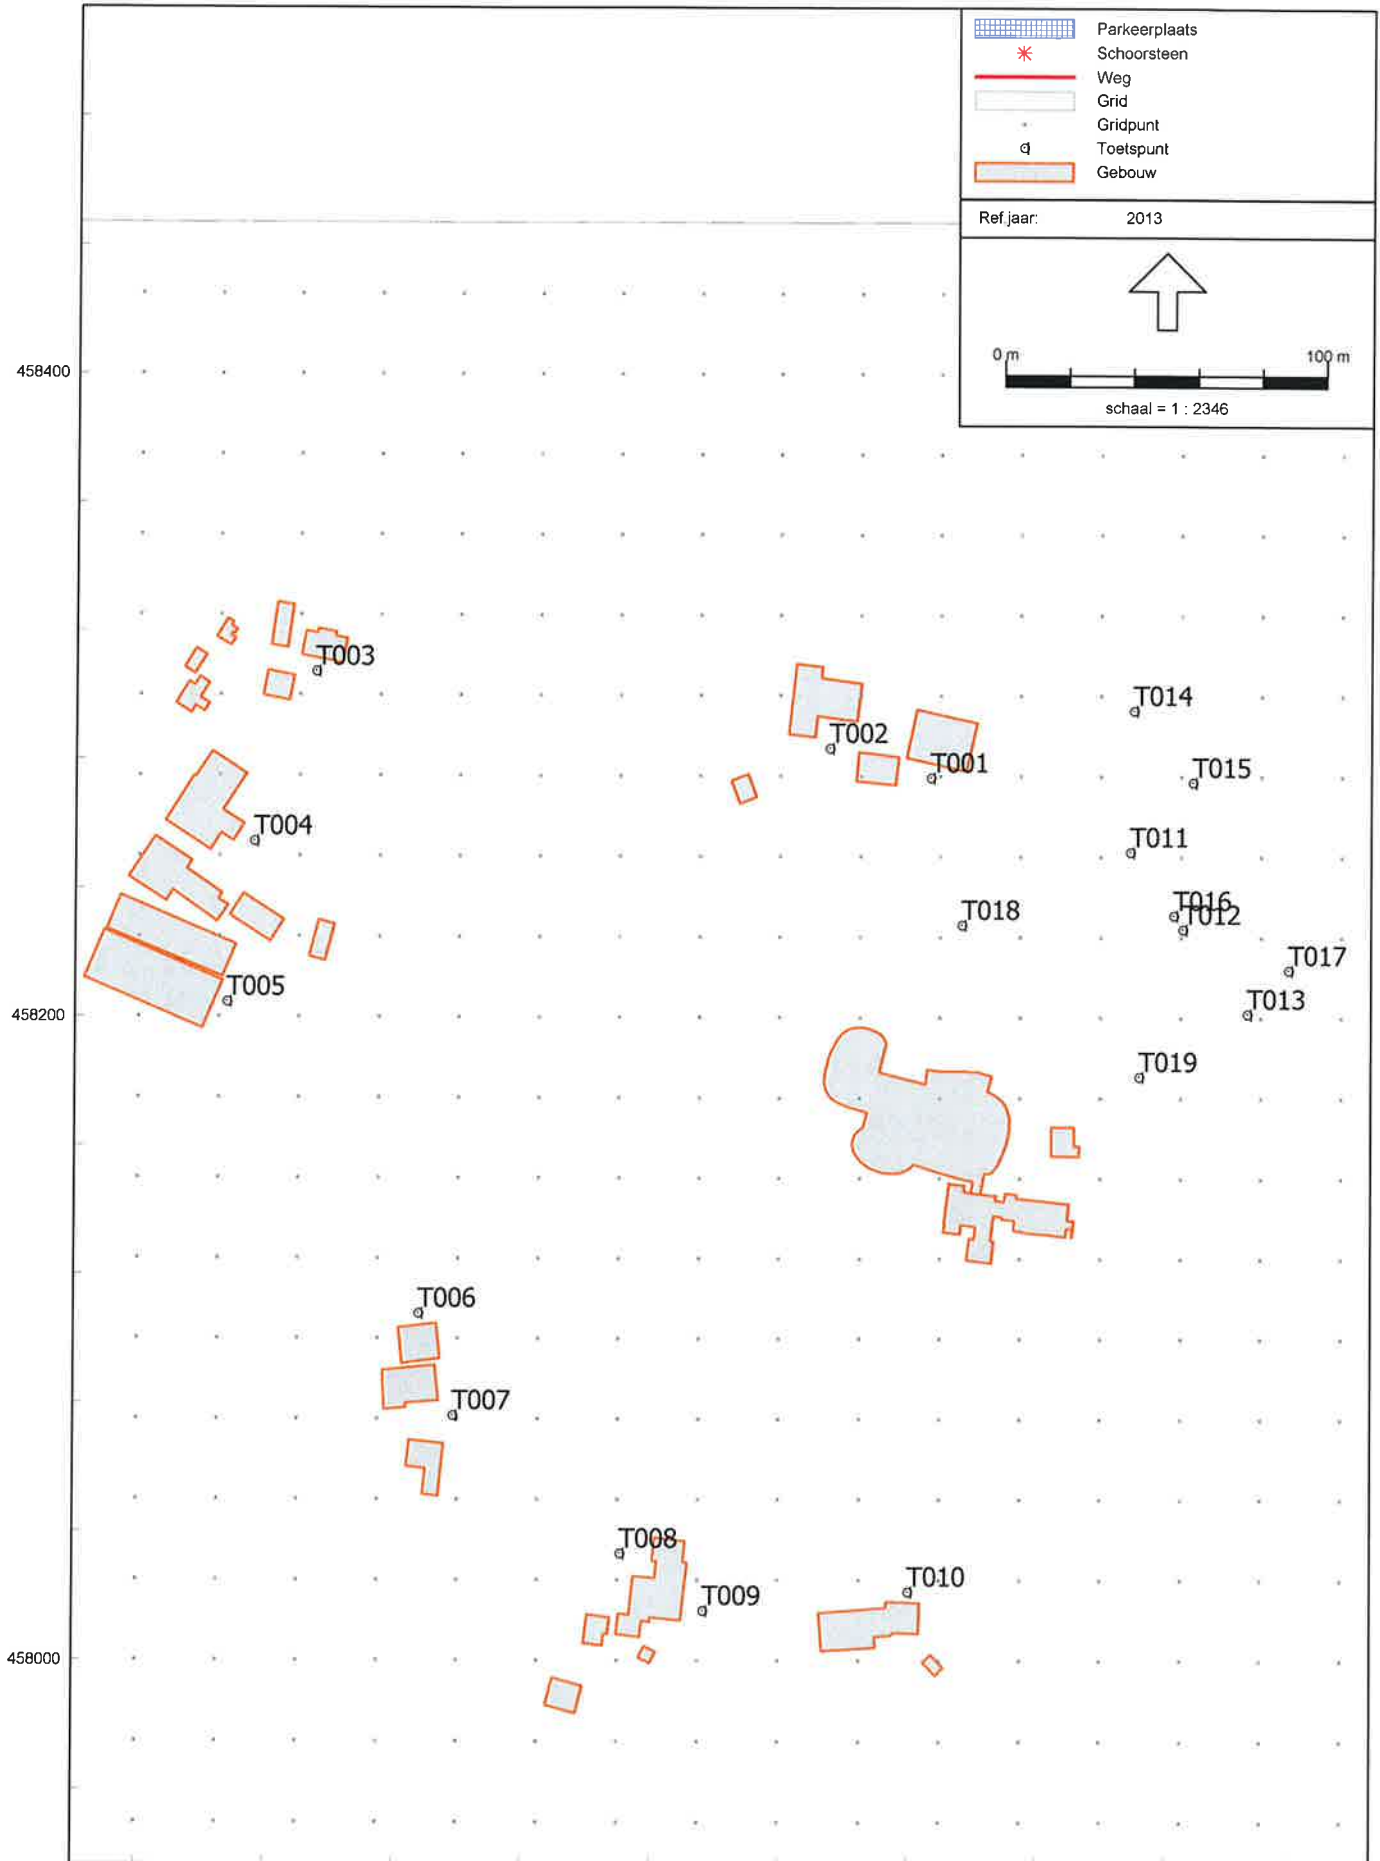 Parkeerplaats
Schoorsteen
Weg
Grid
Gridpunt
Toetspunt
Gebouw
Ref.jaar: 2013
0 m 100 m
schaal = 1 : 2346
458400
T003
T002
T001
T014
T015
T004
T011
T018
T016
T012
T017
T005
T013
458200
T019
T006
T007
T008
T009
T010
458000